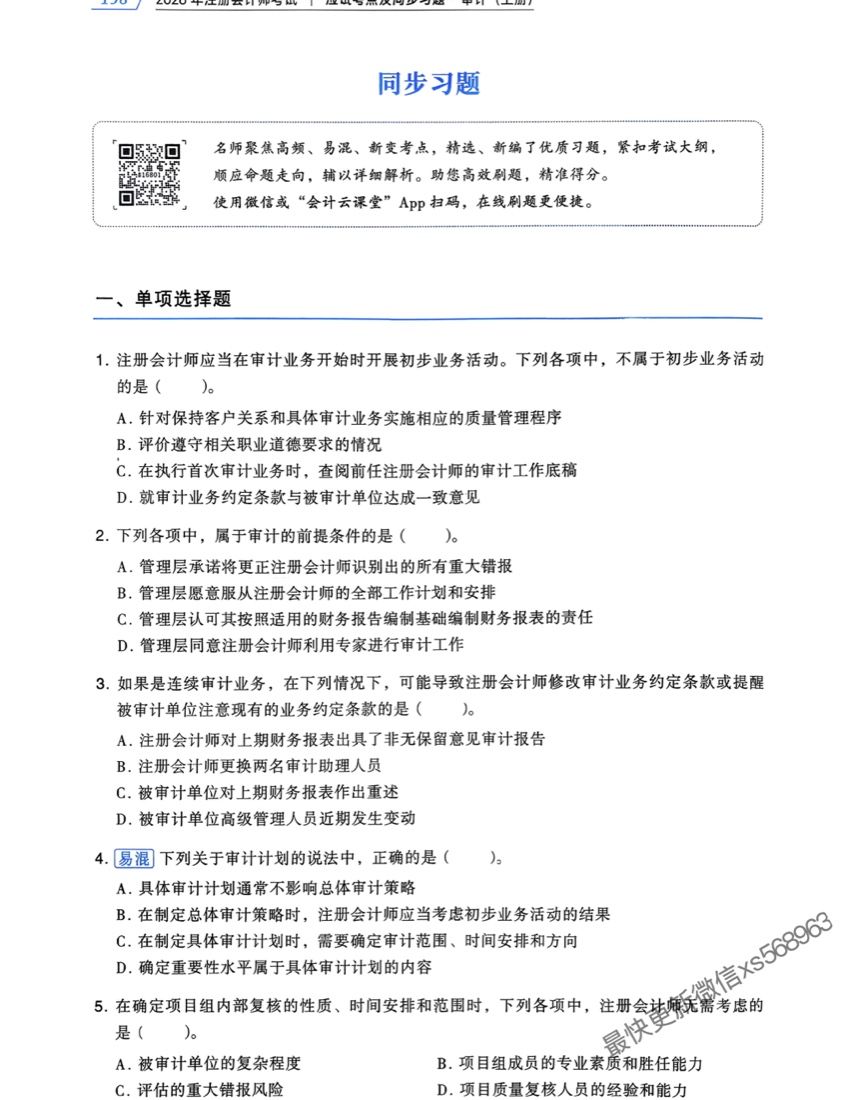 同步习题
名师聚焦高频、易混、新变考点，精选、新编了优质习题，紧扣考试大纲，
顺应命题走向，辅以详细解析。助您高效刷题，精准得分。
使用微信或“会计云课堂”App 扫码，在线刷题更便捷。
一、单项选择题
1. 注册会计师应当在审计业务开始时开展初步业务活动。下列各项中，不属于初步业务活动
的是（　　）。
A. 针对保持客户关系和具体审计业务实施相应的质量管理程序
B. 评价遵守相关职业道德要求的情况
C. 在执行首次审计业务时，查阅前任注册会计师的审计工作底稿
D. 就审计业务约定条款与被审计单位达成一致意见
2. 下列各项中，属于审计的前提条件的是（　　）。
A. 管理层承诺将更正注册会计师识别出的所有重大错报
B. 管理层愿意服从注册会计师的全部工作计划和安排
C. 管理层认可其按照适用的财务报告编制基础编制财务报表的责任
D. 管理层同意注册会计师利用专家进行审计工作
3. 如果是连续审计业务，在下列情况下，可能导致注册会计师修改审计业务约定条款或提醒
被审计单位注意现有的业务约定条款的是（　　）。
A. 注册会计师对上期财务报表出具了非无保留意见审计报告
B. 注册会计师更换两名审计助理人员
C. 被审计单位对上期财务报表作出重述
D. 被审计单位高级管理人员近期发生变动
4. 易混 下列关于审计计划的说法中，正确的是（　　）。
A. 具体审计计划通常不影响总体审计策略
B. 在制定总体审计策略时，注册会计师应当考虑初步业务活动的结果
C. 在制定具体审计计划时，需要确定审计范围、时间安排和方向
D. 确定重要性水平属于具体审计计划的内容
5. 在确定项目组内部复核的性质、时间安排和范围时，下列各项中，注册会计师无需考虑的
是（　　）。
A. 被审计单位的复杂程度 B. 项目组成员的专业素质和胜任能力
C. 评估的重大错报风险 D. 项目质量复核人员的经验和能力
最快更新微信xs568963